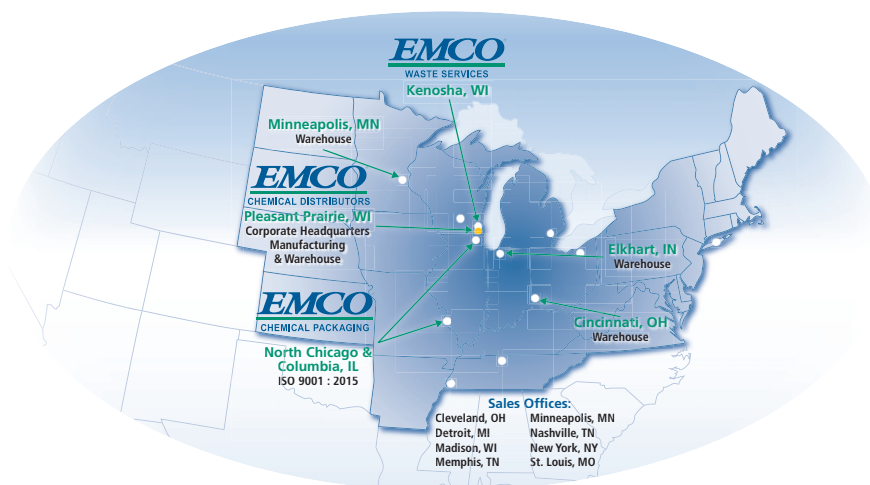 EMCO
WASTE SERVICES
Kenosha, WI
Minneapolis, MN
Warehouse
EMCO
CHEMICAL DISTRIBUTORS
Pleasant Prairie, WI
Corporate Headquarters
Manufacturing
& Warehouse
Elkhart, IN
Warehouse
EMCO
CHEMICAL PACKAGING
North Chicago &
Columbia, IL
ISO 9001 : 2015
Cincinnati, OH
Warehouse
Sales Offices:
Cleveland, OH
Detroit, MI
Madison, WI
Memphis, TN
Minneapolis, MN
Nashville, TN
New York, NY
St. Louis, MO